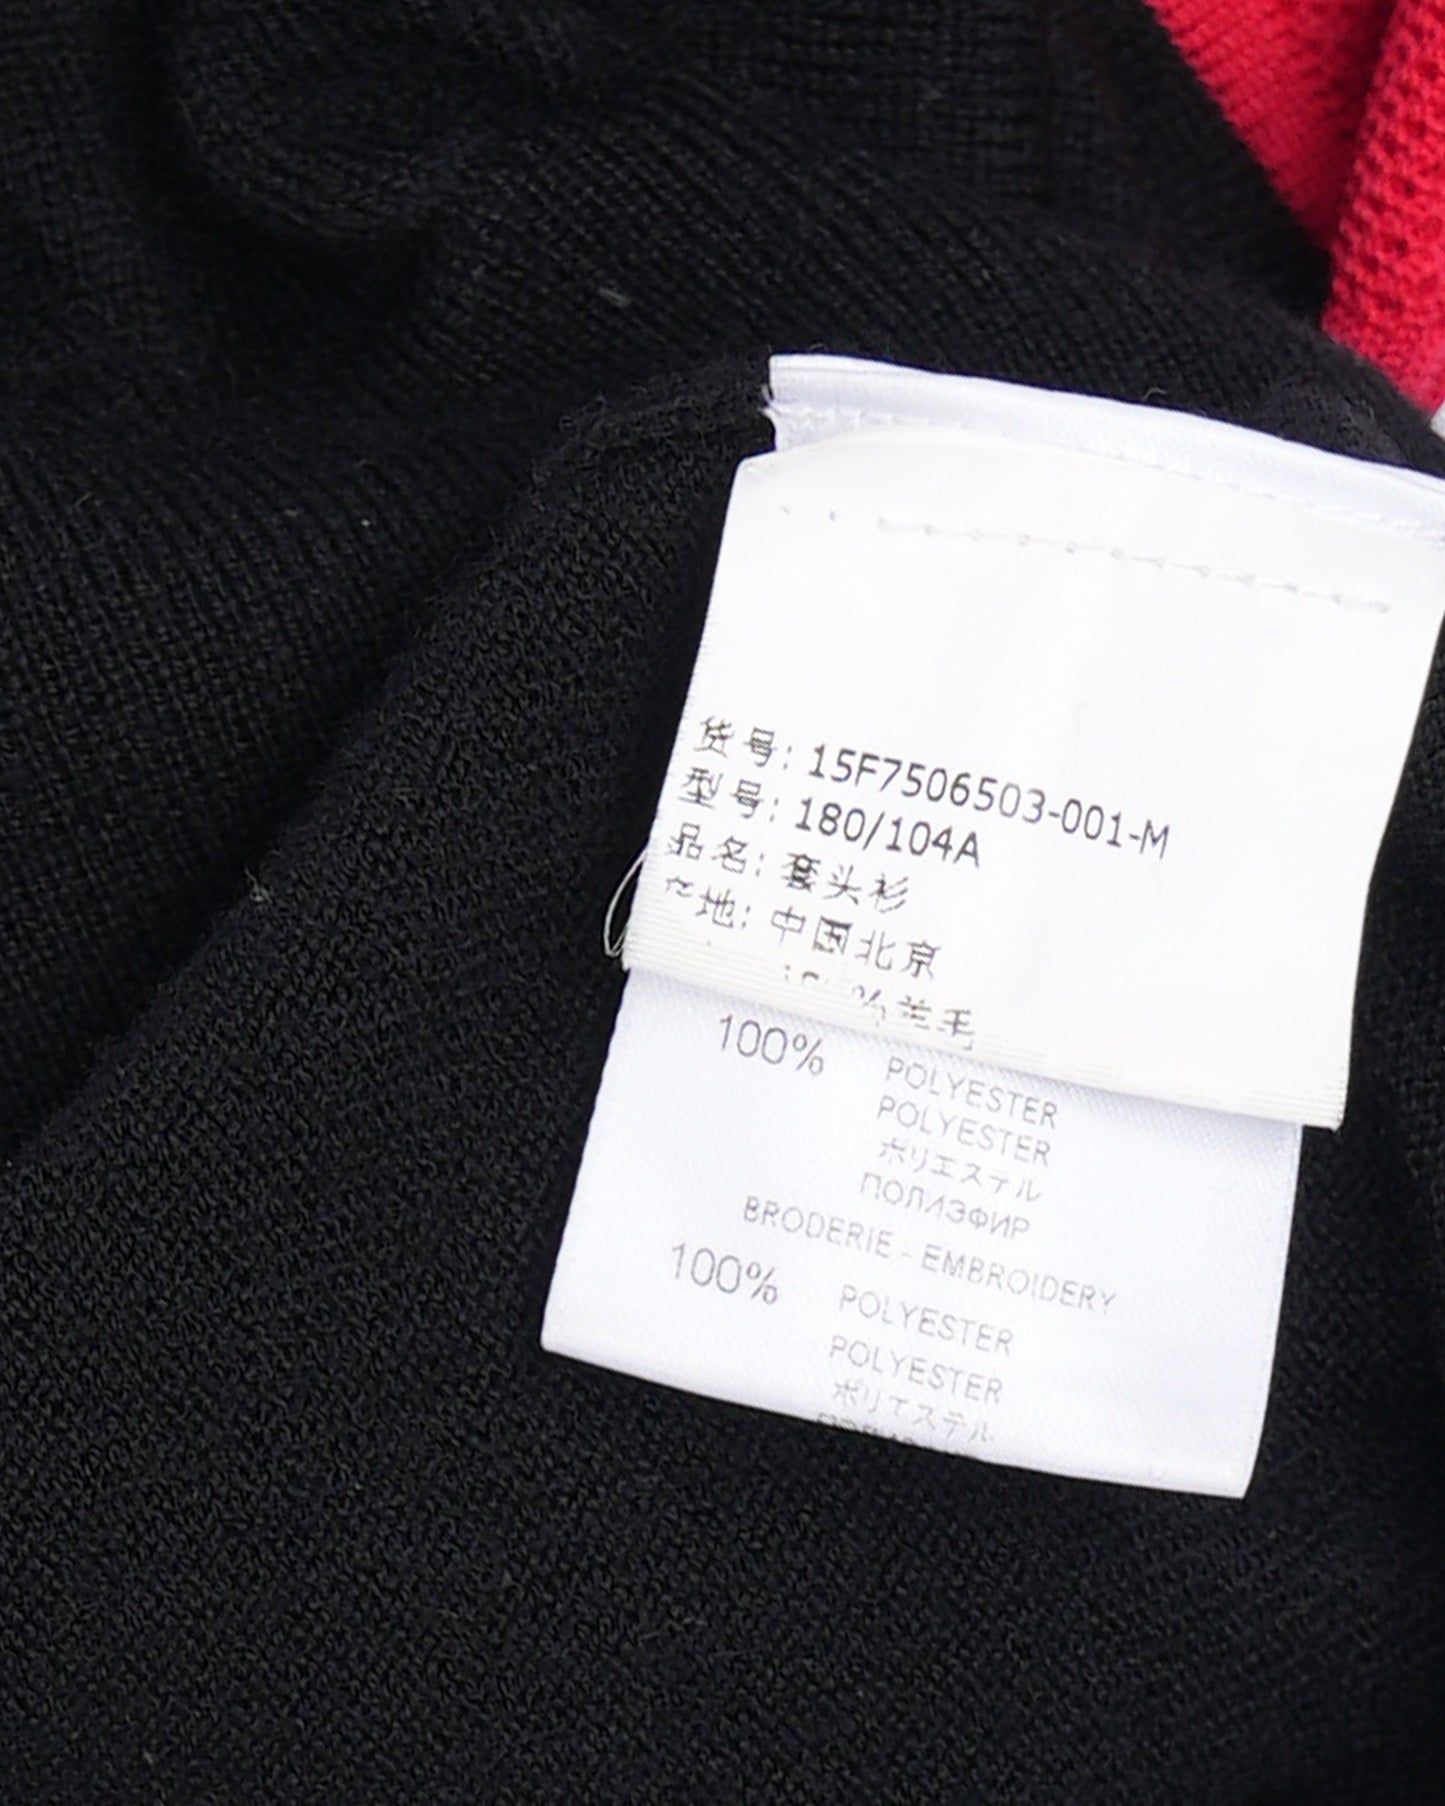 货号: 15F7506503-001-M
型号: 180/104A
品名: 套头衫
产地: 中国北京
羊毛
100% POLYESTER
POLYESTER
ポリエステル
ПОЛИЭФИР
BRODERIE - EMBROIDERY
100% POLYESTER
POLYESTER
ポリエステル